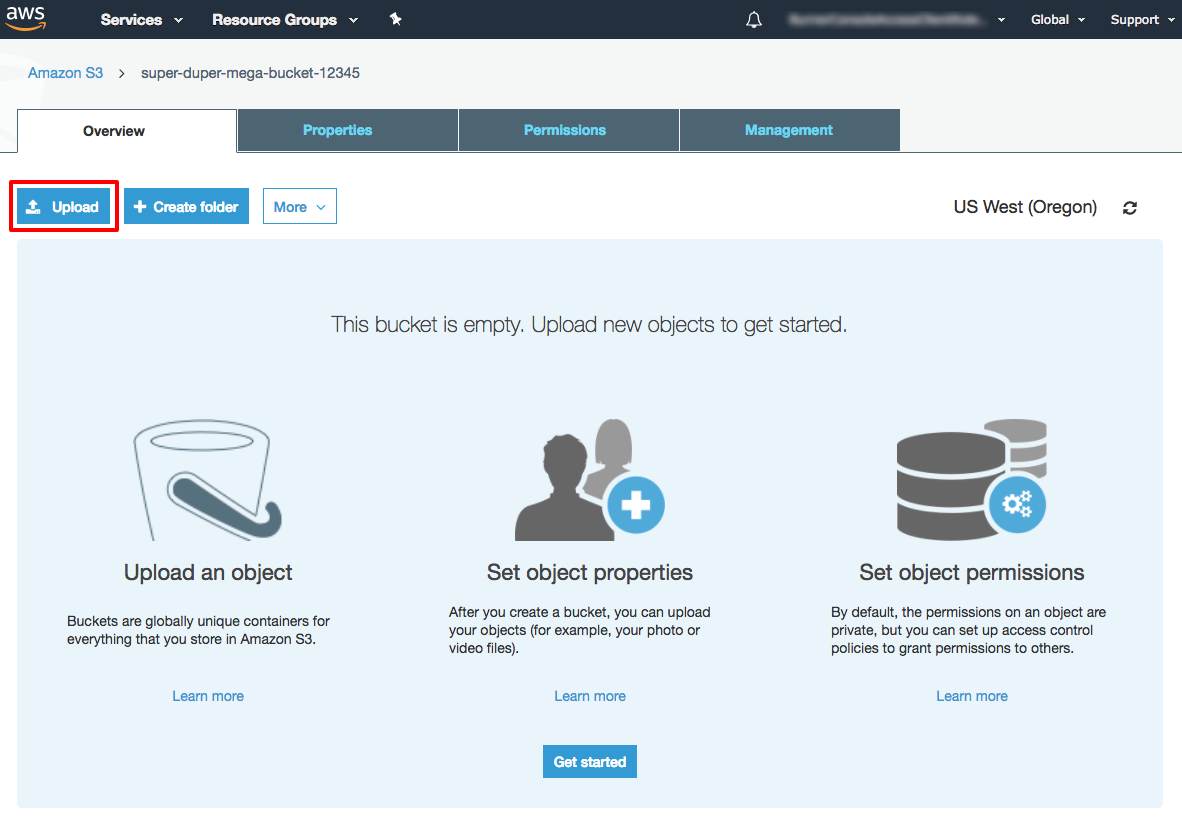 aws Services Resource Groups Global Support
Amazon S3 > super-duper-mega-bucket-12345
Overview Properties Permissions Management
Upload Create folder More US West (Oregon)
This bucket is empty. Upload new objects to get started.
Upload an object
Buckets are globally unique containers for
everything that you store in Amazon S3.
Learn more
Set object properties
After you create a bucket, you can upload
your objects (for example, your photo or
video files).
Learn more
Set object permissions
By default, the permissions on an object are
private, but you can set up access control
policies to grant permissions to others.
Learn more
Get started